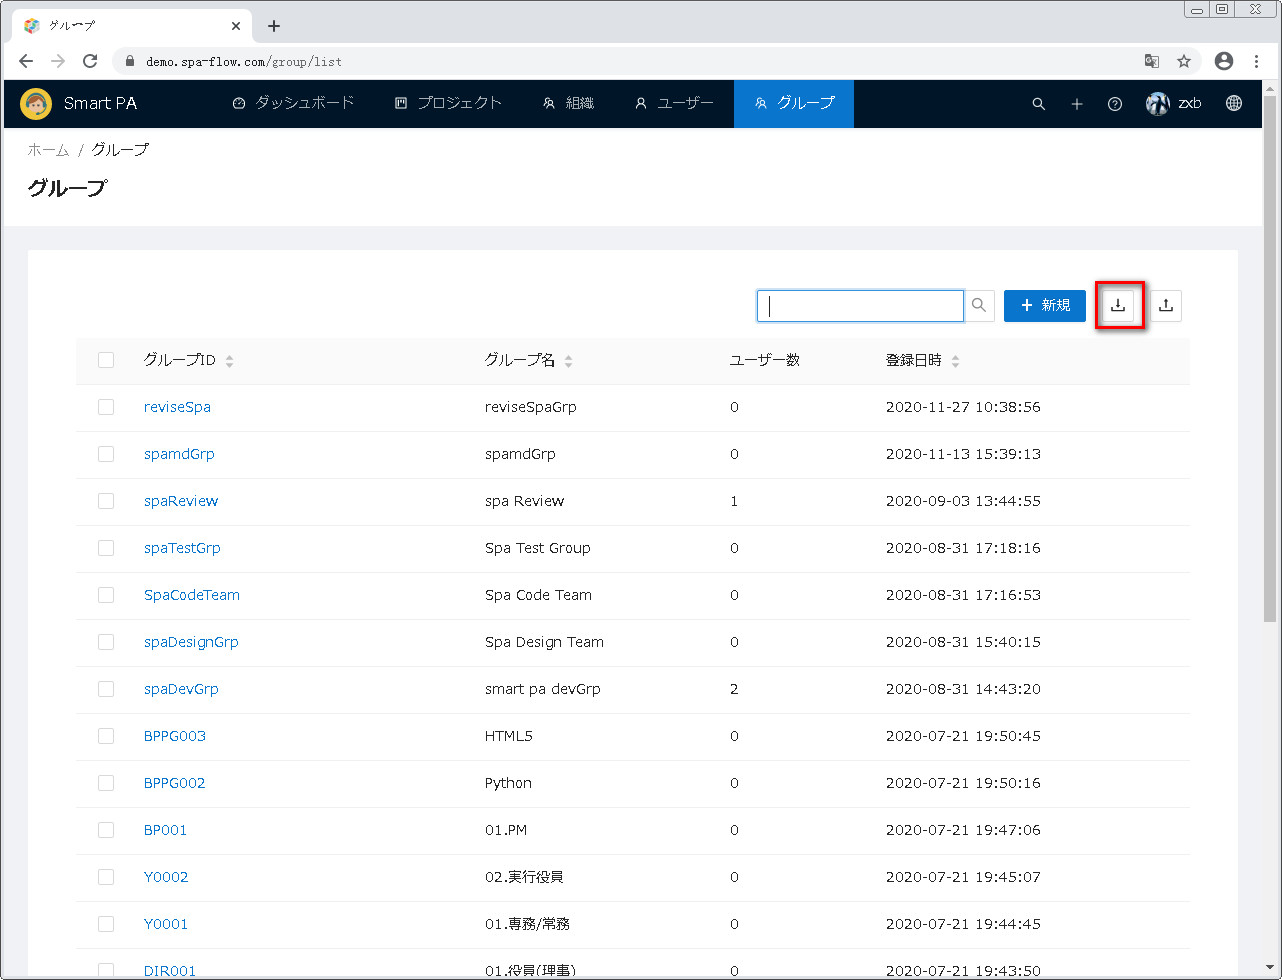 グループ
demo.spa-flow.com/group/list
Smart PA ダッシュボード プロジェクト 組織 ユーザー グループ zxb
ホーム / グループ
グループ
+ 新規
グループID グループ名 ユーザー数 登録日時
reviseSpa reviseSpaGrp 0 2020-11-27 10:38:56
spamdGrp spamdGrp 0 2020-11-13 15:39:13
spaReview spa Review 1 2020-09-03 13:44:55
spaTestGrp Spa Test Group 0 2020-08-31 17:18:16
SpaCodeTeam Spa Code Team 0 2020-08-31 17:16:53
spaDesignGrp Spa Design Team 0 2020-08-31 15:40:15
spaDevGrp smart pa devGrp 2 2020-08-31 14:43:20
BPPG003 HTML5 0 2020-07-21 19:50:45
BPPG002 Python 0 2020-07-21 19:50:16
BP001 01.PM 0 2020-07-21 19:47:06
Y0002 02.実行役員 0 2020-07-21 19:45:07
Y0001 01.専務/常務 0 2020-07-21 19:44:45
DIR001 01.役員(理事) 0 2020-07-21 19:43:50